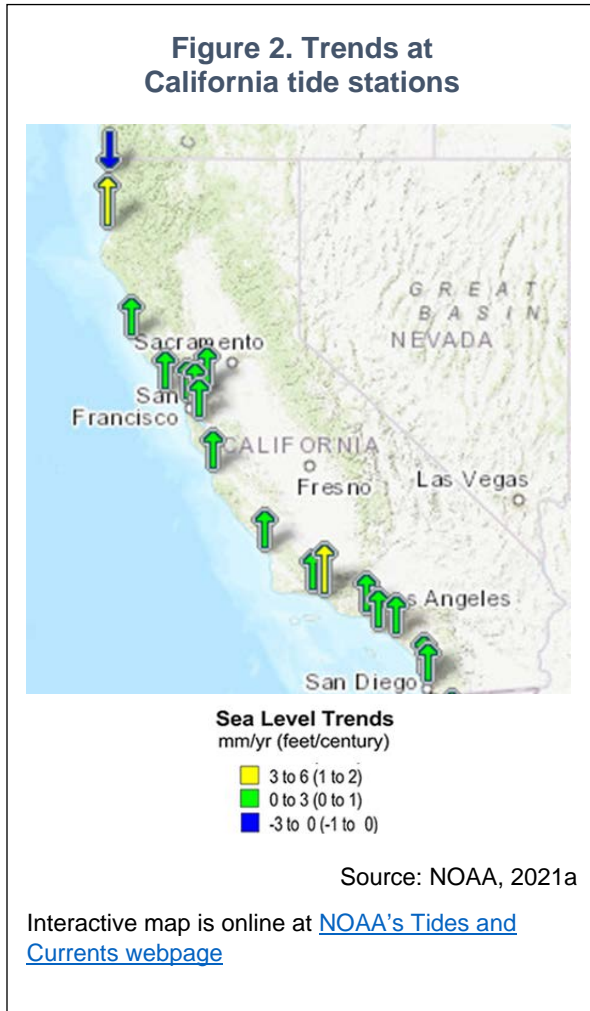 Figure 2. Trends at
California tide stations
GREAT
BASIN
NEVADA
Sacramento
San
Francisco
CALIFORNIA
Fresno
Las Vegas
s Angeles
San Diego
Sea Level Trends
mm/yr (feet/century)
3 to 6 (1 to 2)
0 to 3 (0 to 1)
-3 to 0 (-1 to 0)
Source: NOAA, 2021a
Interactive map is online at NOAA's Tides and
Currents webpage